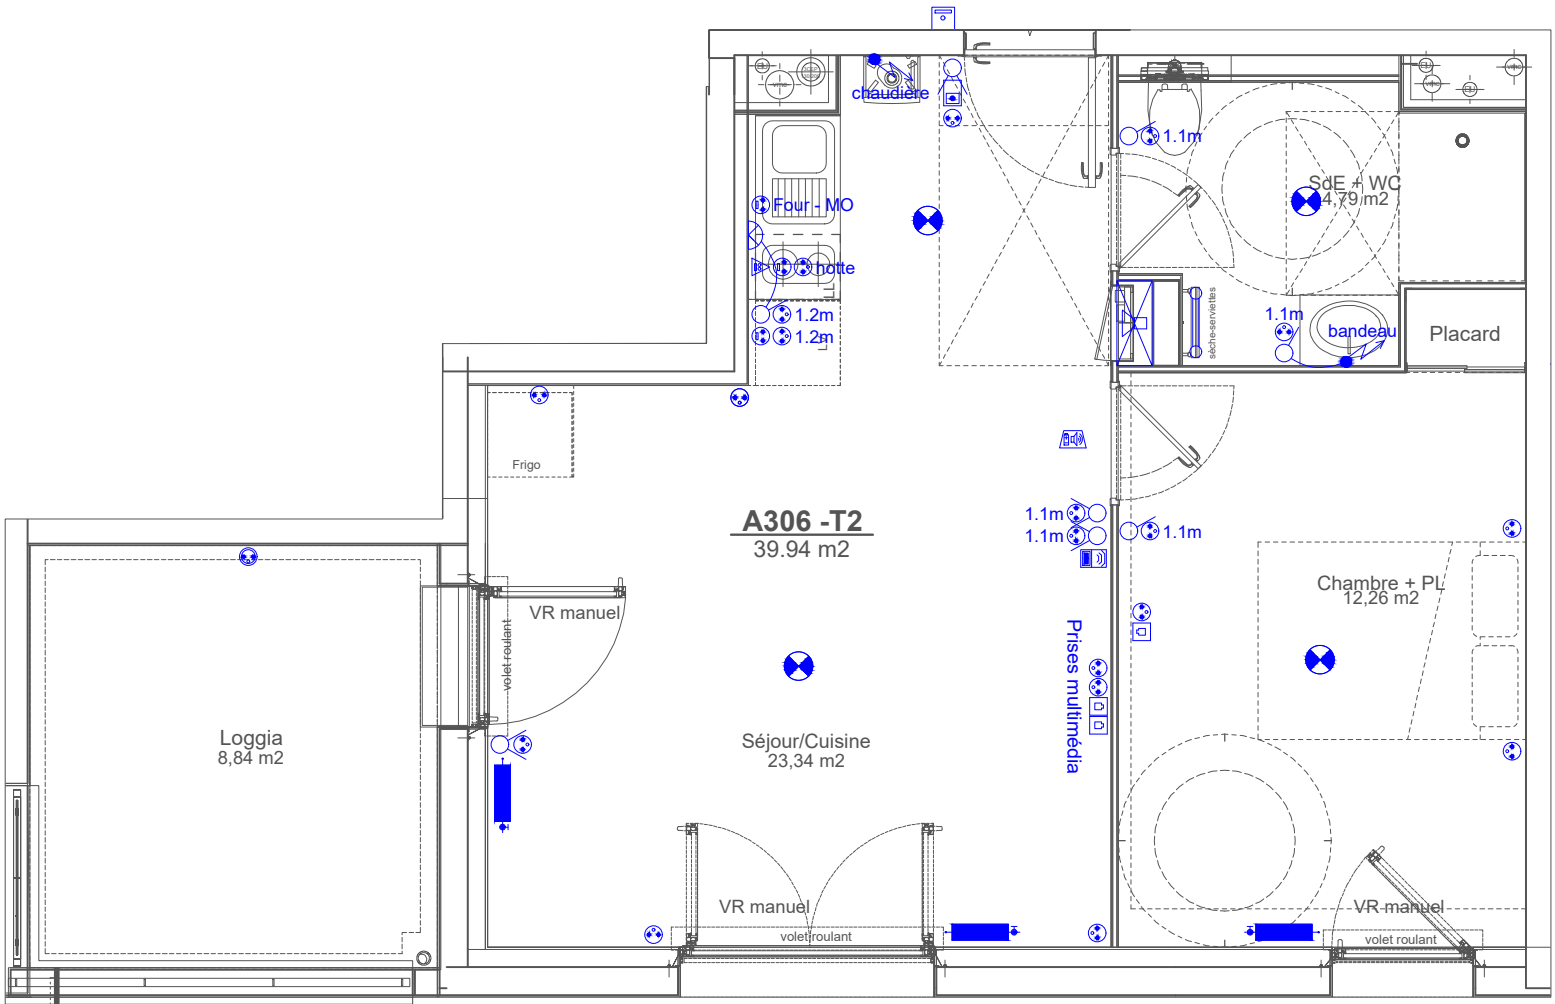 chaudière
1.1m
SdE + WC
4,79 m2
Four - MO
hotte
1.2m
1.2m
sèche-serviettes
1.1m
bandeau
Placard
Frigo
A306 -T2
39.94 m2
1.1m
1.1m
1.1m
Chambre + PL
12,26 m2
VR manuel
volet roulant
Prises multimédia
Loggia
8,84 m2
Séjour/Cuisine
23,34 m2
VR manuel
volet roulant
VR manuel
volet roulant